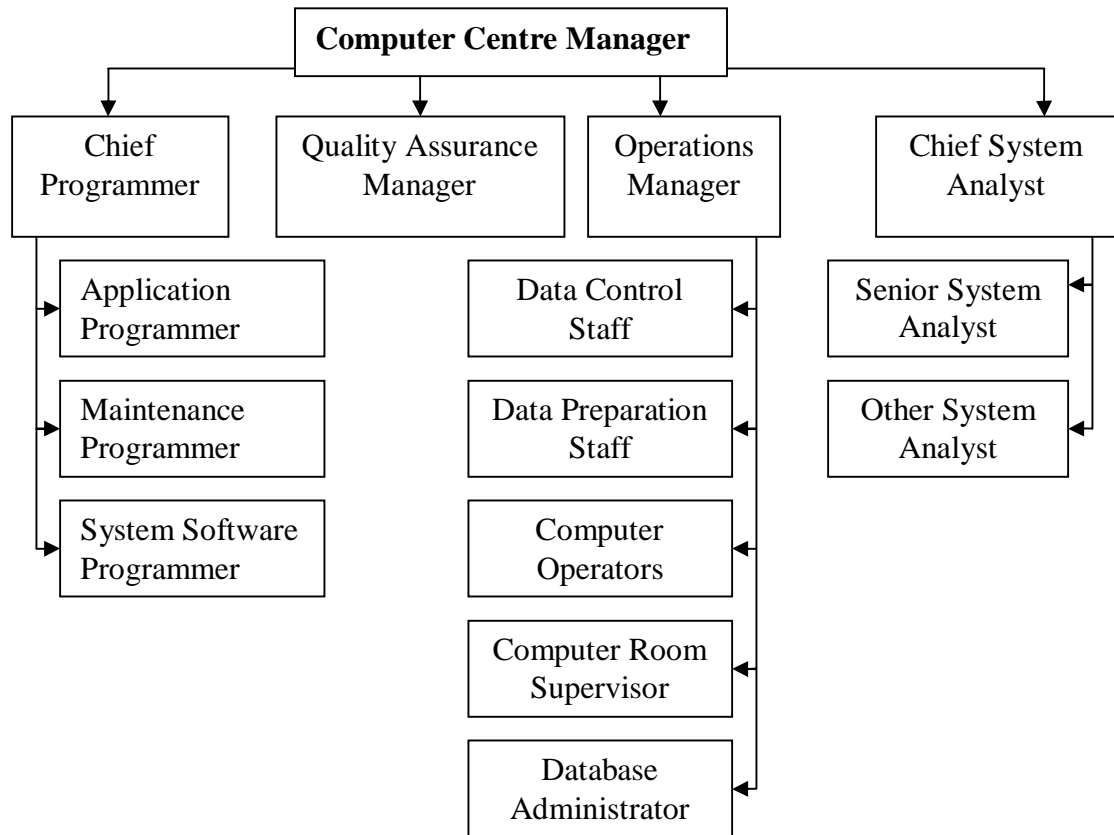 Computer Centre Manager
Chief
Programmer
Quality Assurance
Manager
Operations
Manager
Chief System
Analyst
Application
Programmer
Maintenance
Programmer
System Software
Programmer
Data Control
Staff
Data Preparation
Staff
Computer
Operators
Computer Room
Supervisor
Database
Administrator
Senior System
Analyst
Other System
Analyst